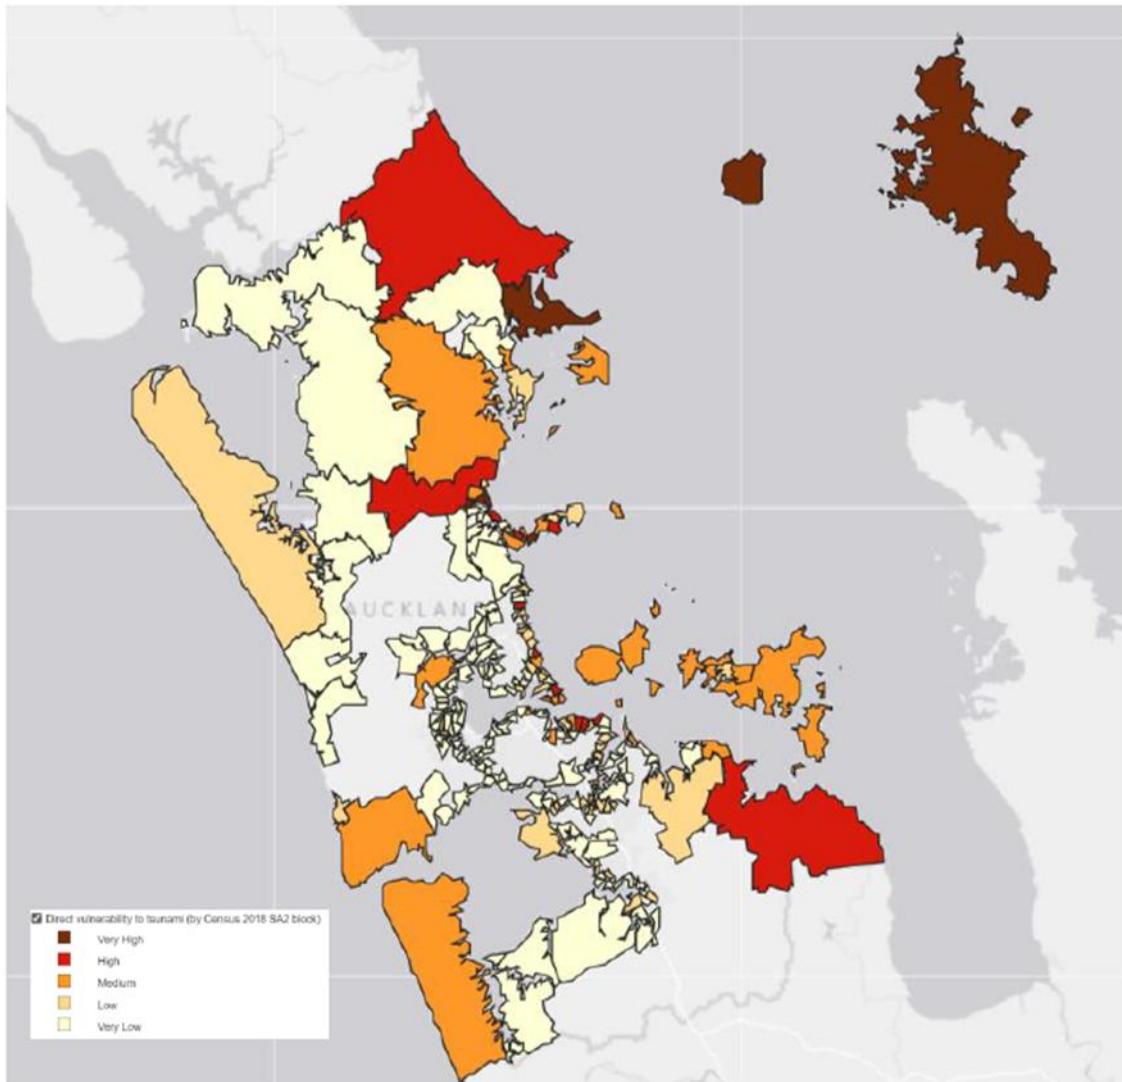 AUCKLAN
Direct vulnerability to tsunami (by Census 2018 SA2 block)
Very High
High
Medium
Low
Very Low